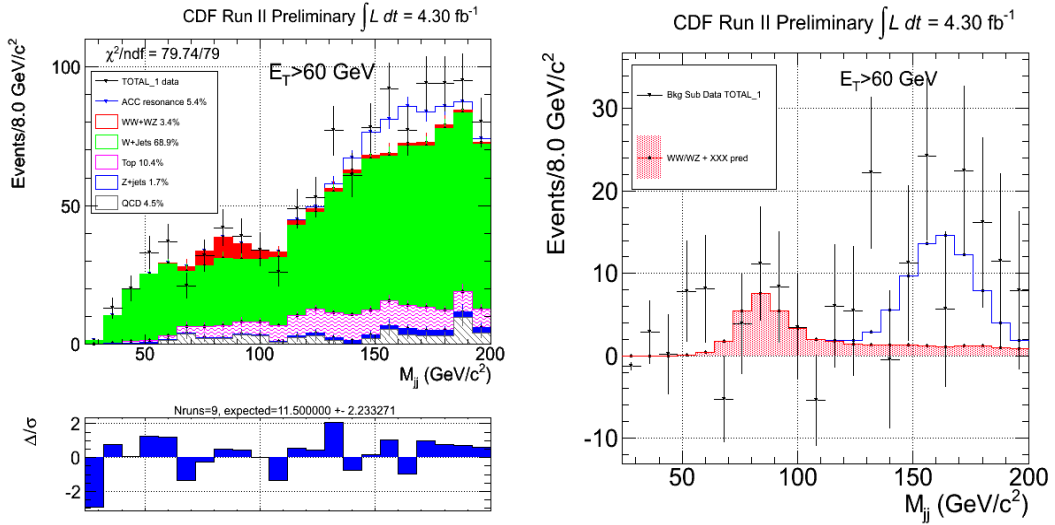 CDF Run II Preliminary ∫L dt = 4.30 fb⁻¹
χ²/ndf = 79.74/79
E_T>60 GeV
TOTAL_1 data
ACC resonance 5.4%
WW+WZ 3.4%
W+Jets 68.9%
Top 10.4%
Z+jets 1.7%
QCD 4.5%
Events/8.0 GeV/c²
100
50
0
50
100
150
200
M_jj (GeV/c²)
Nruns=9, expected=11.500000 +- 2.233271
Δ/σ
2
0
-2
CDF Run II Preliminary ∫L dt = 4.30 fb⁻¹
E_T>60 GeV
Bkg Sub Data TOTAL_1
WW/WZ + XXX pred
Events/8.0 GeV/c²
30
20
10
0
-10
50
100
150
200
M_jj (GeV/c²)